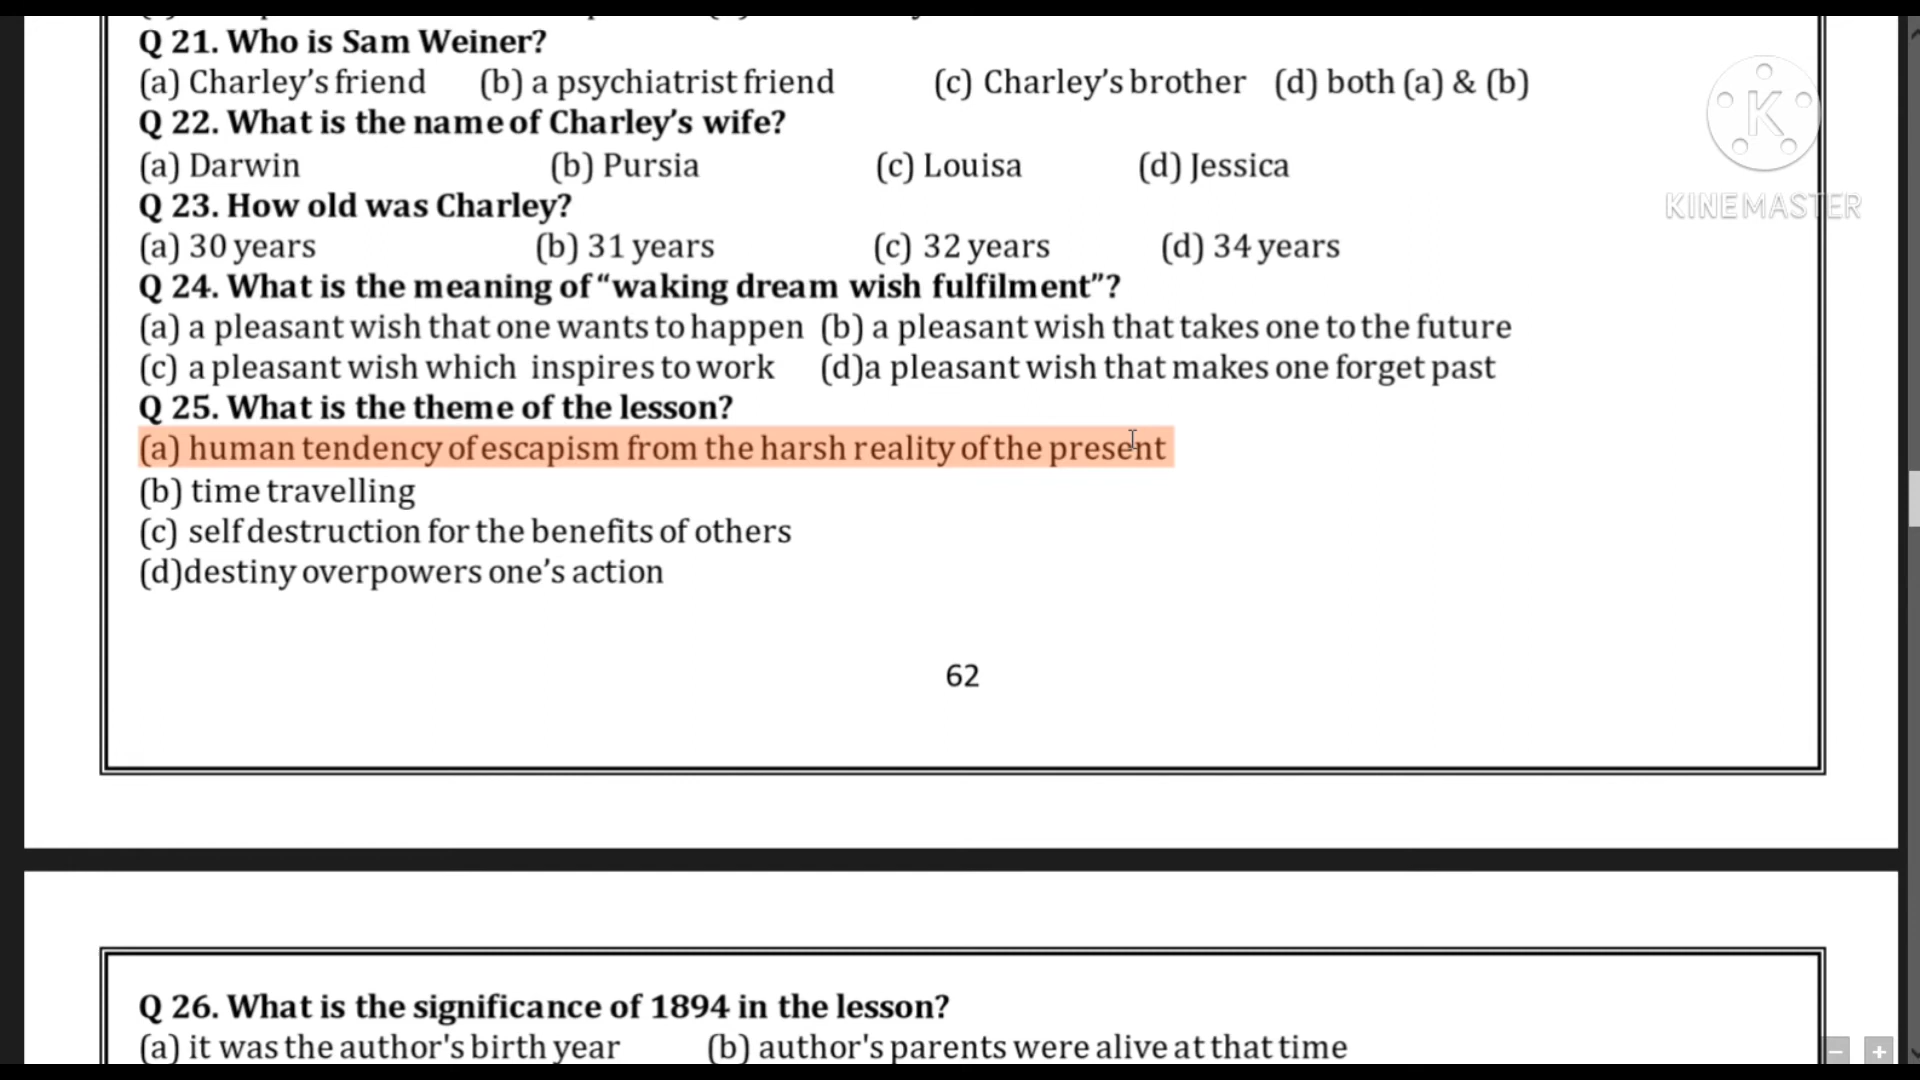 Q 21. Who is Sam Weiner?
(a) Charley's friend (b) a psychiatrist friend (c) Charley's brother (d) both (a) & (b)
Q 22. What is the name of Charley's wife?
(a) Darwin (b) Pursia (c) Louisa (d) Jessica
K
KINEMASTER
Q 23. How old was Charley?
(a) 30 years (b) 31 years (c) 32 years (d) 34 years
Q 24. What is the meaning of “waking dream wish fulfilment”?
(a) a pleasant wish that one wants to happen (b) a pleasant wish that takes one to the future
(c) a pleasant wish which inspires to work (d)a pleasant wish that makes one forget past
Q 25. What is the theme of the lesson?
(a) human tendency of escapism from the harsh reality of the present
(b) time travelling
(c) self destruction for the benefits of others
(d)destiny overpowers one's action
62
Q 26. What is the significance of 1894 in the lesson?
(a) it was the author's birth year (b) author's parents were alive at that time